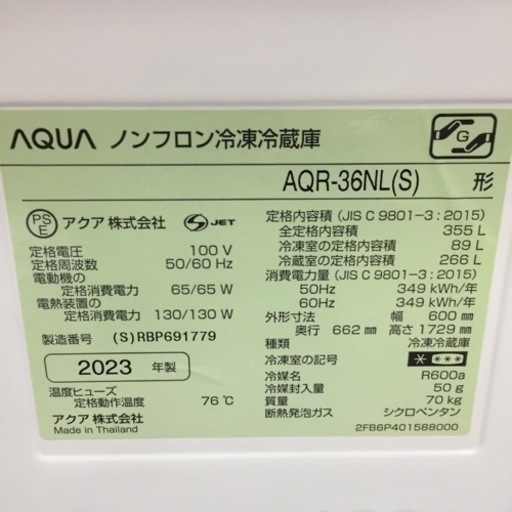 AQUA ノンフロン冷凍冷蔵庫
G
AQR-36NL(S) 形
PS E アクア株式会社 S JET
定格電圧 100 V
定格周波数 50/60 Hz
電動機の
定格消費電力 65/65 W
電熱装置の
定格消費電力 130/130 W
製造番号 (S)RBP691779
2023 年製
温度ヒューズ
定格動作温度 76℃
アクア株式会社
Made in Thailand
定格内容積 (JIS C 9801-3:2015)
全定格内容積 355 L
冷凍室の定格内容積 89 L
冷蔵室の定格内容積 266 L
消費電力量 (JIS C 9801-3:2015)
50Hz 349 kWh/年
60Hz 349 kWh/年
外形寸法 幅 600 mm
奥行 662 mm 高さ 1729 mm
種類 冷凍冷蔵庫
冷凍室の記号 * ***
冷媒名 R600a
冷媒封入量 50 g
質量 70 kg
断熱発泡ガス シクロペンタン
2FB6P401588000